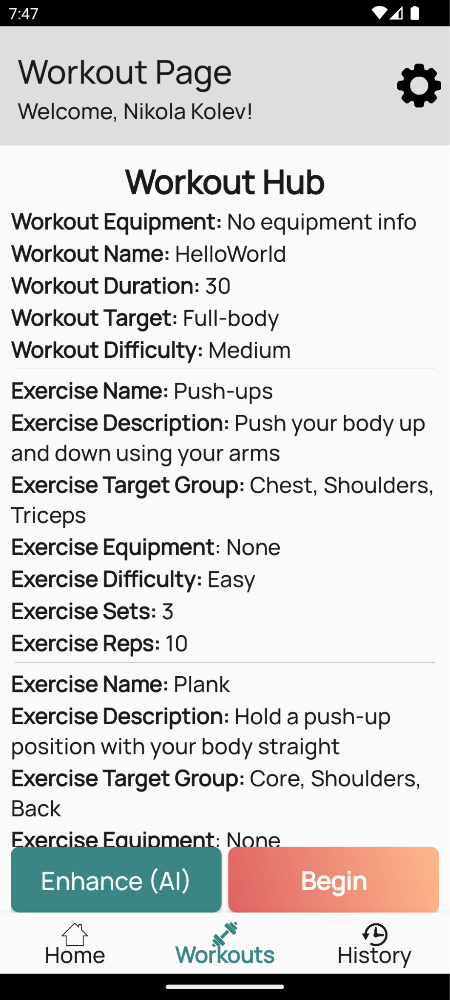 7:47
Workout Page
Welcome, Nikola Kolev!
Workout Hub
Workout Equipment: No equipment info
Workout Name: HelloWorld
Workout Duration: 30
Workout Target: Full-body
Workout Difficulty: Medium
Exercise Name: Push-ups
Exercise Description: Push your body up
and down using your arms
Exercise Target Group: Chest, Shoulders,
Triceps
Exercise Equipment: None
Exercise Difficulty: Easy
Exercise Sets: 3
Exercise Reps: 10
Exercise Name: Plank
Exercise Description: Hold a push-up
position with your body straight
Exercise Target Group: Core, Shoulders,
Back
Exercise Equipment: None
Enhance (AI)
Begin
Home
Workouts
History